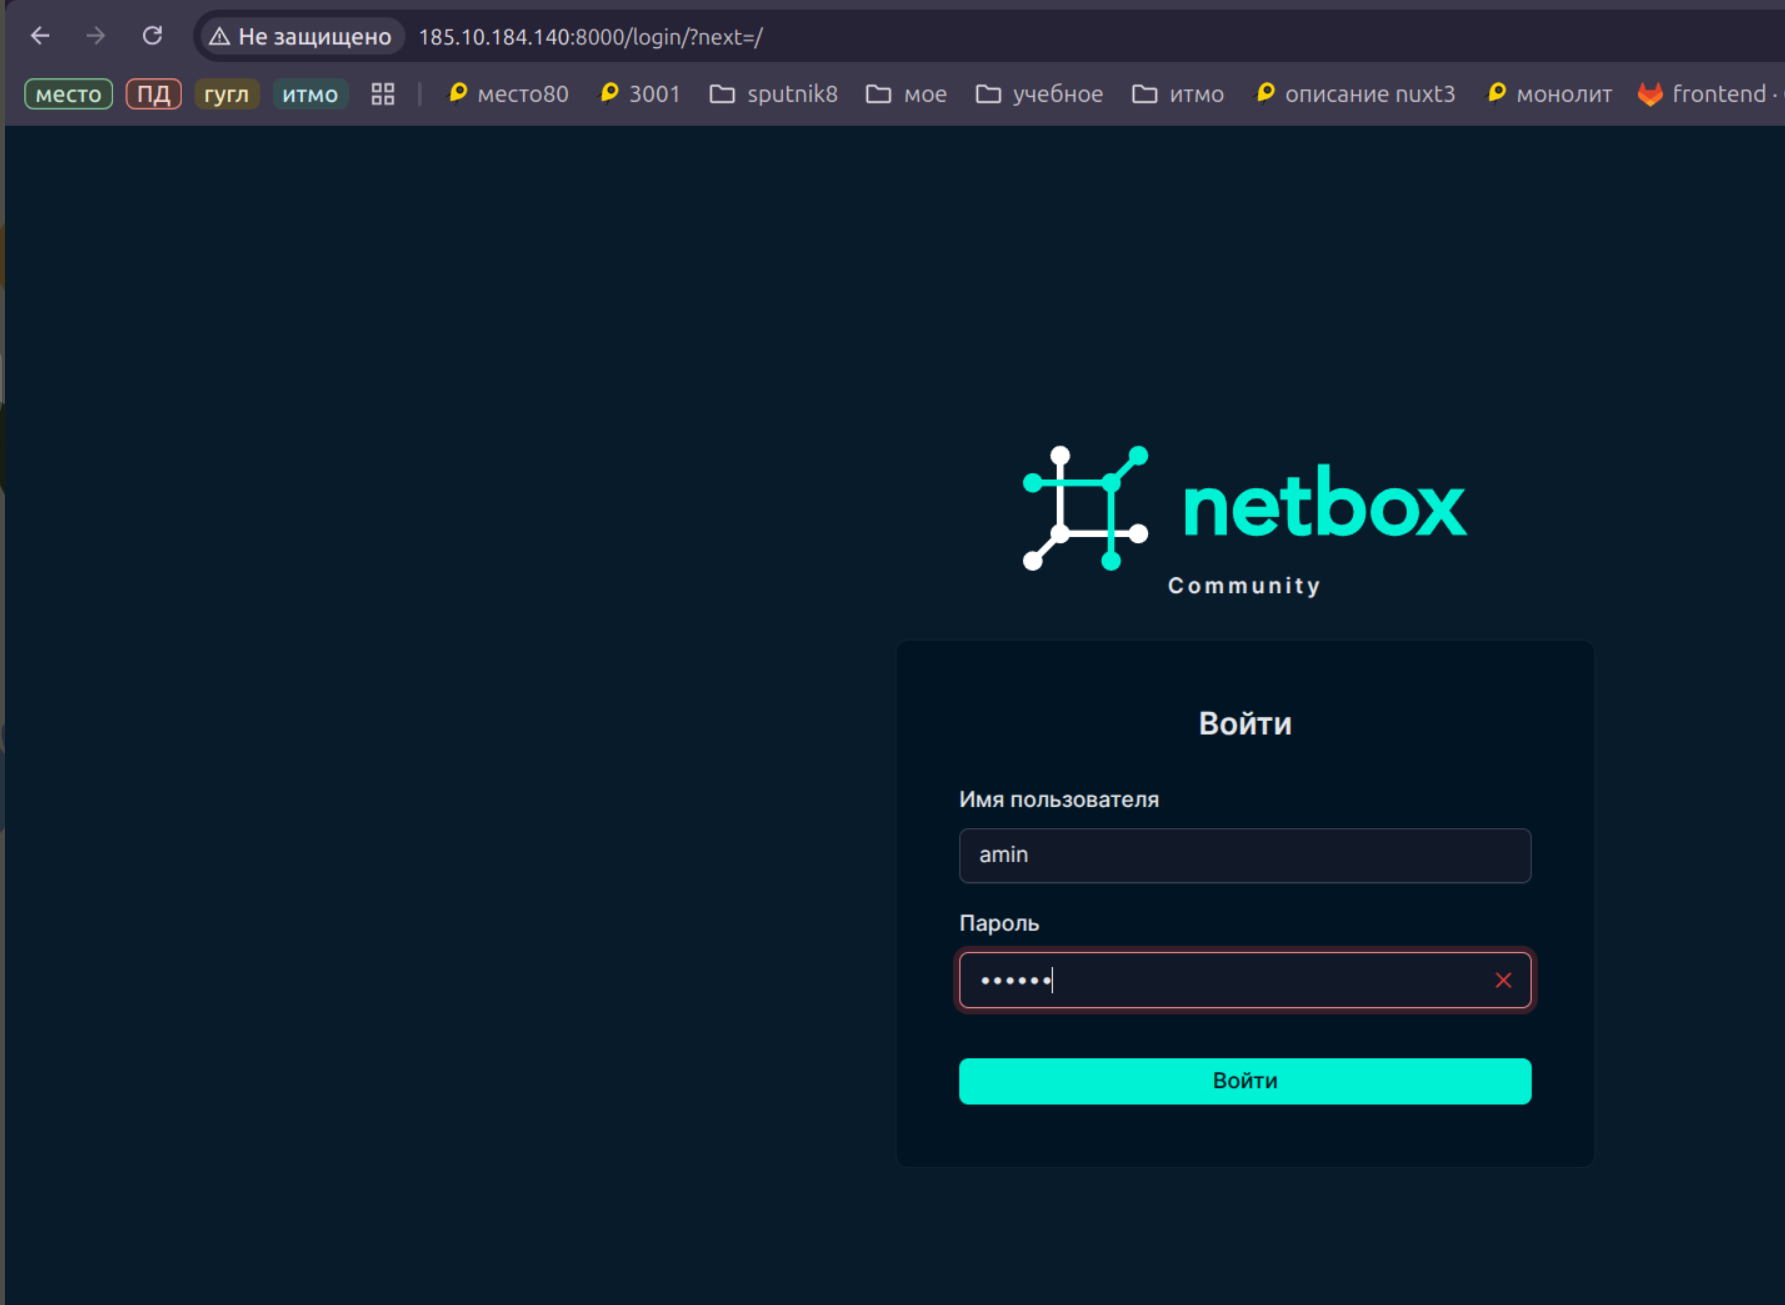 Не защищено 185.10.184.140:8000/login/?next=/
место ПД гугл итмо место80 3001 sputnik8 мое учебное итмо описание nuxt3 монолит frontend ·
netbox
Community
Войти
Имя пользователя
amin
Пароль
••••••
Войти